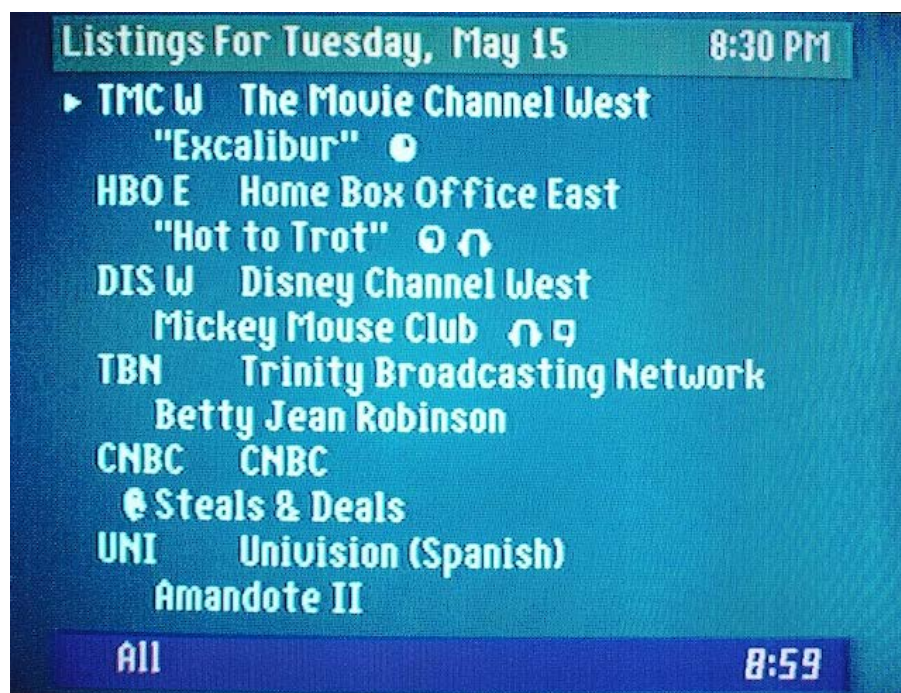 Listings For Tuesday, May 15 8:30 PM
TMC W The Movie Channel West
"Excalibur"
HBO E Home Box Office East
"Hot to Trot"
DIS W Disney Channel West
Mickey Mouse Club
TBN Trinity Broadcasting Network
Betty Jean Robinson
CNBC CNBC
Steals & Deals
UNI Univision (Spanish)
Amandote II
All 8:59